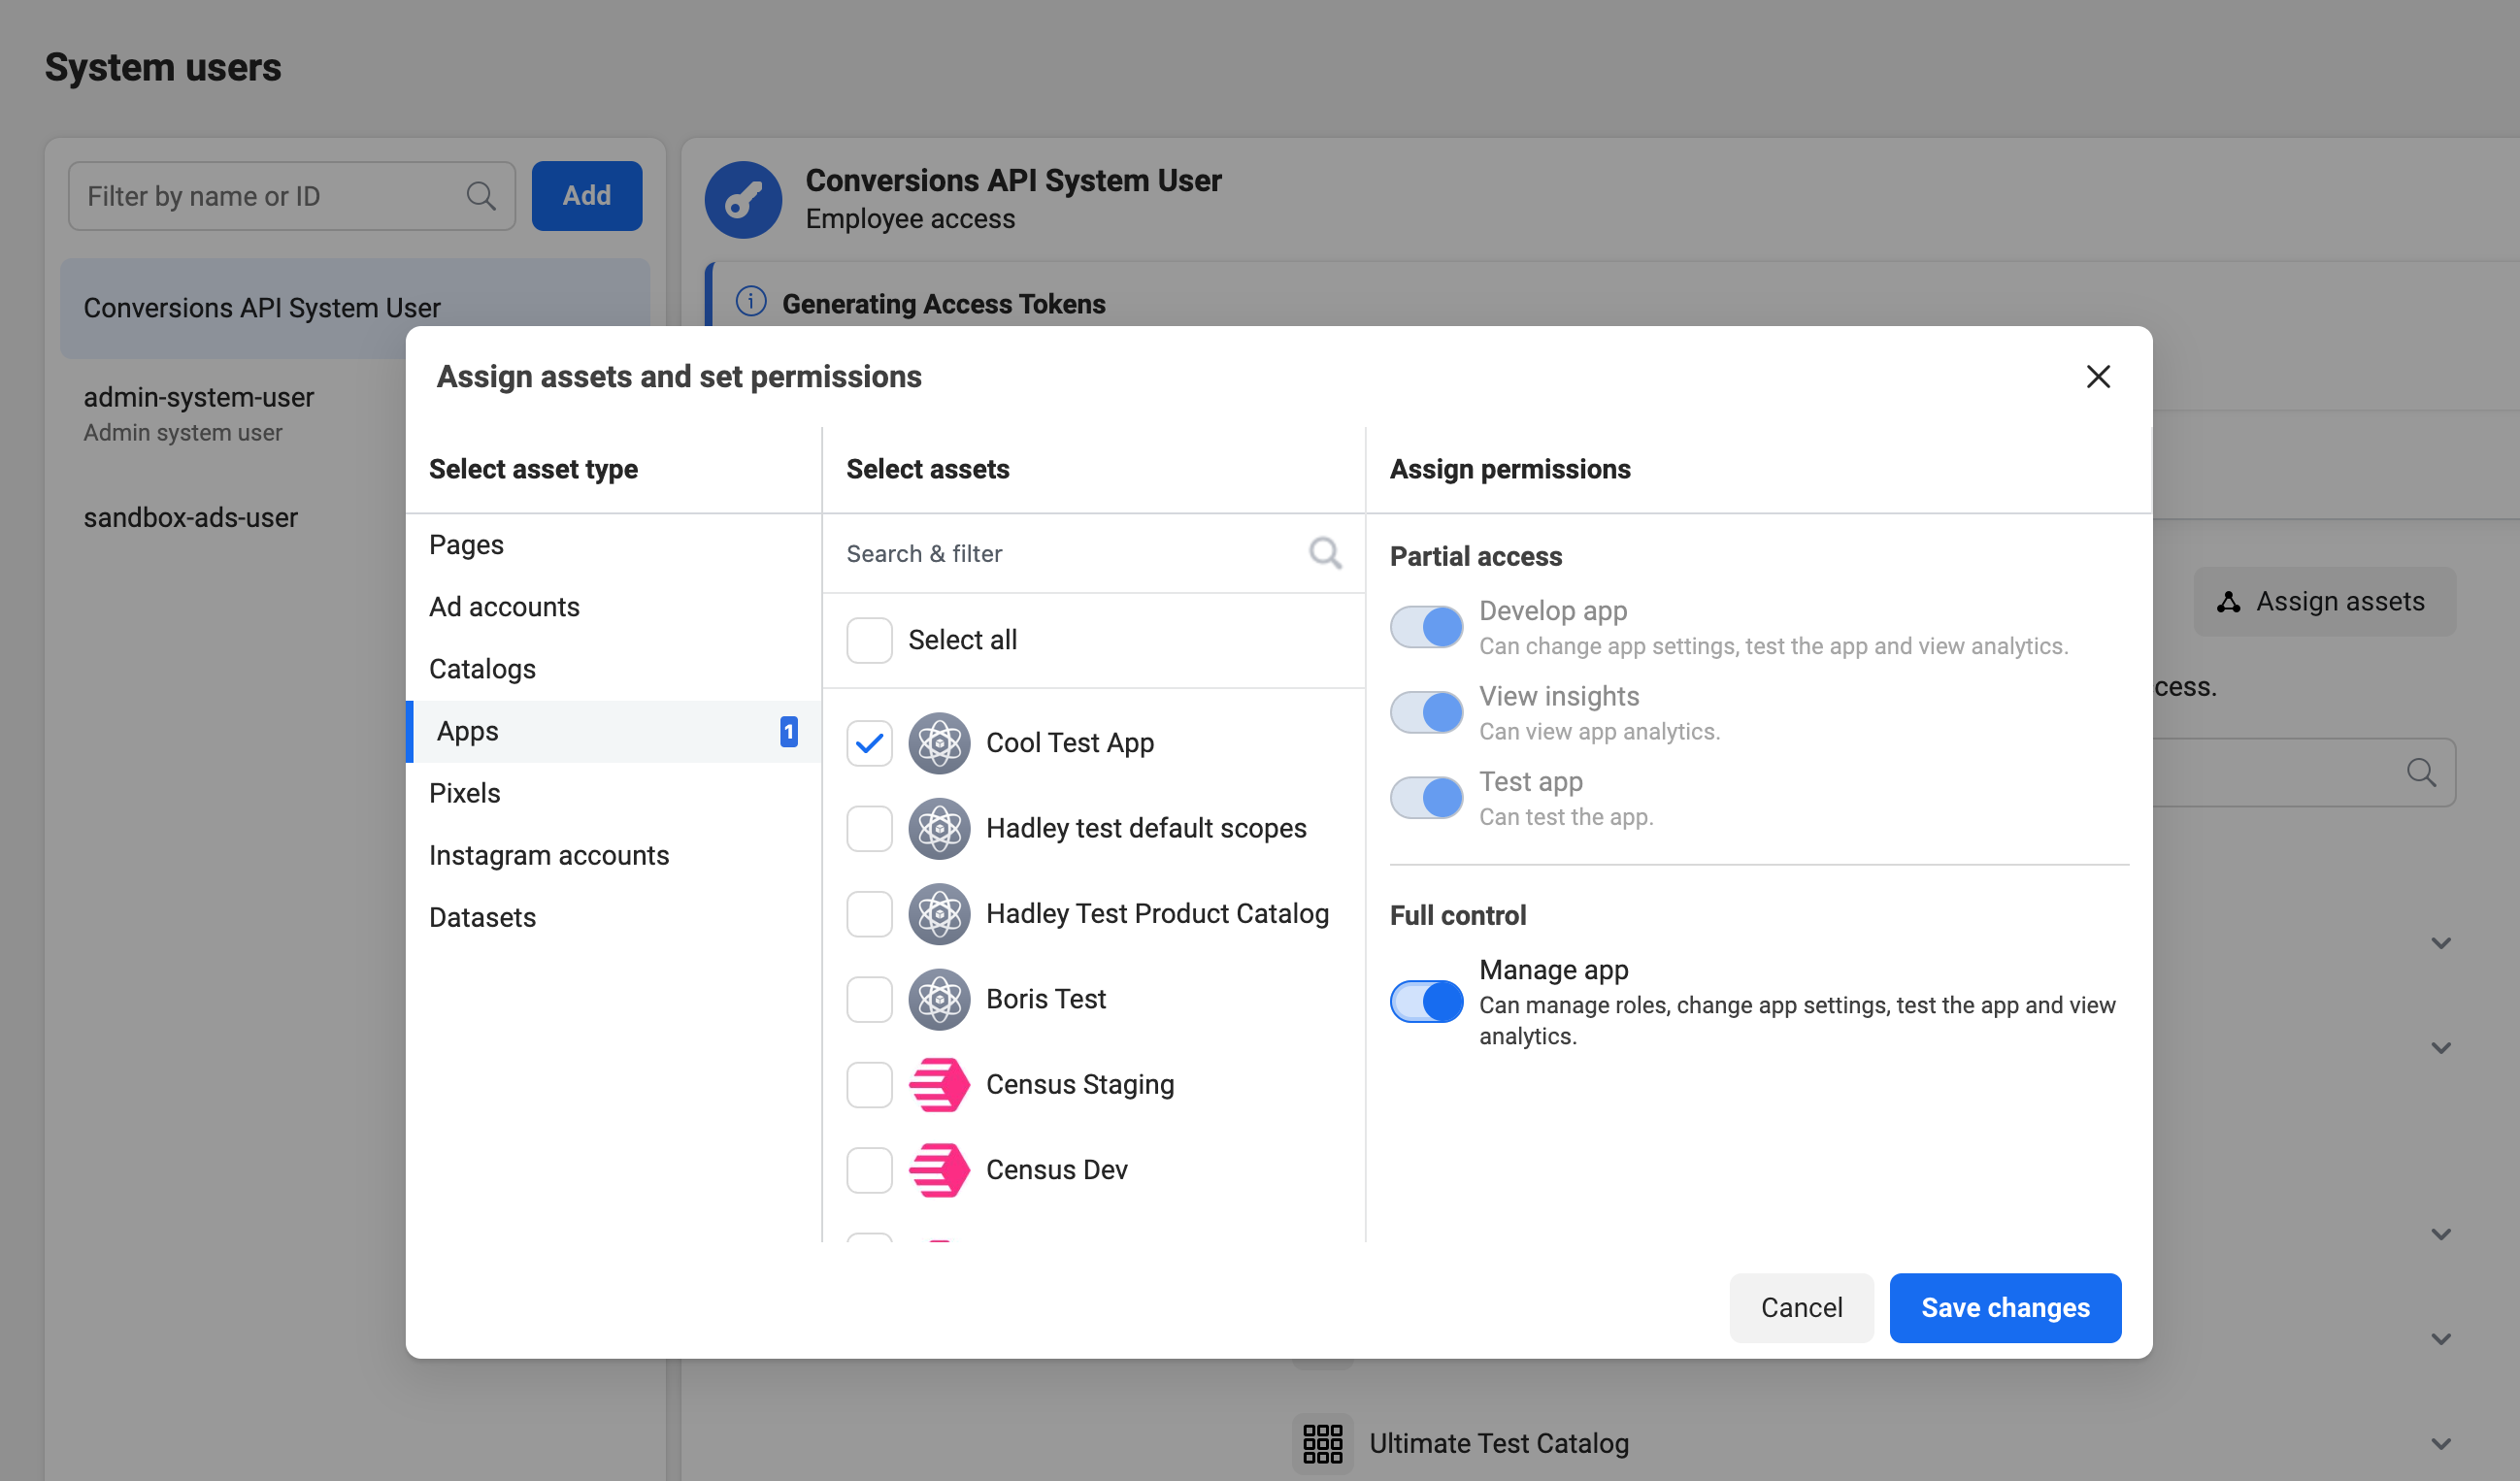 System users
Filter by name or ID
Add
Conversions API System User
admin-system-user
Admin system user
sandbox-ads-user
Conversions API System User
Employee access
Generating Access Tokens
Assign assets and set permissions
Select asset type
Pages
Ad accounts
Catalogs
Apps 1
Pixels
Instagram accounts
Datasets
Select assets
Search & filter
Select all
Cool Test App
Hadley test default scopes
Hadley Test Product Catalog
Boris Test
Census Staging
Census Dev
Assign permissions
Partial access
Develop app
Can change app settings, test the app and view analytics.
View insights
Can view app analytics.
Test app
Can test the app.
Full control
Manage app
Can manage roles, change app settings, test the app and view
analytics.
Cancel
Save changes
Assign assets
cess.
Ultimate Test Catalog